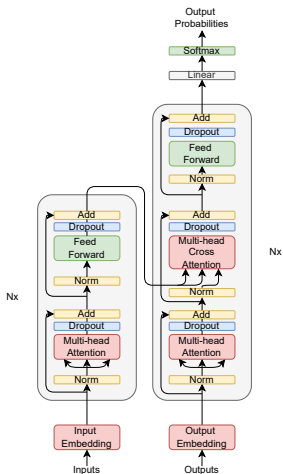 Output
Probabilities
Softmax
Linear
Add
Dropout
Feed
Forward
Norm
Add
Dropout
Multi-head
Cross
Attention
Norm
Add
Dropout
Multi-head
Attention
Norm
Output
Embedding
Outputs
Nx
Add
Dropout
Feed
Forward
Norm
Add
Dropout
Multi-head
Attention
Norm
Input
Embedding
Inputs
Nx